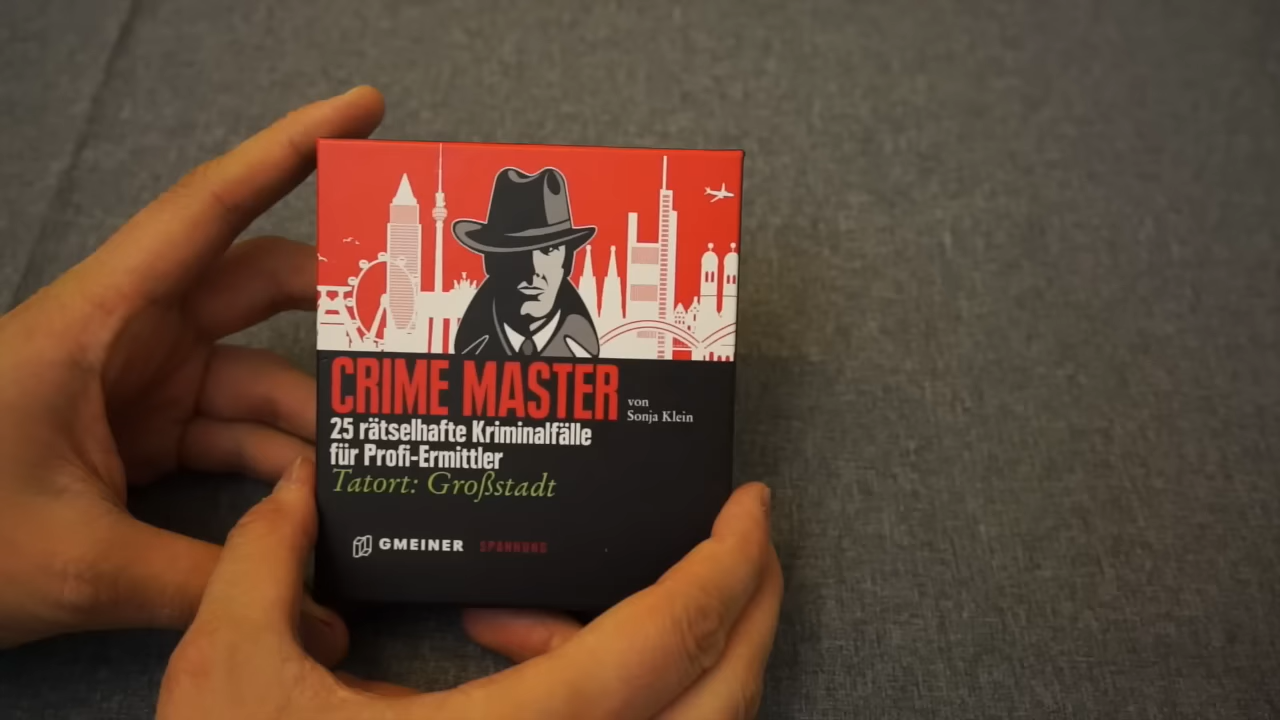 CRIME MASTER
von
Sonja Klein
25 rätselhafte Kriminalfälle
für Profi-Ermittler
Tatort: Großstadt
GMEINER SPANNUNG